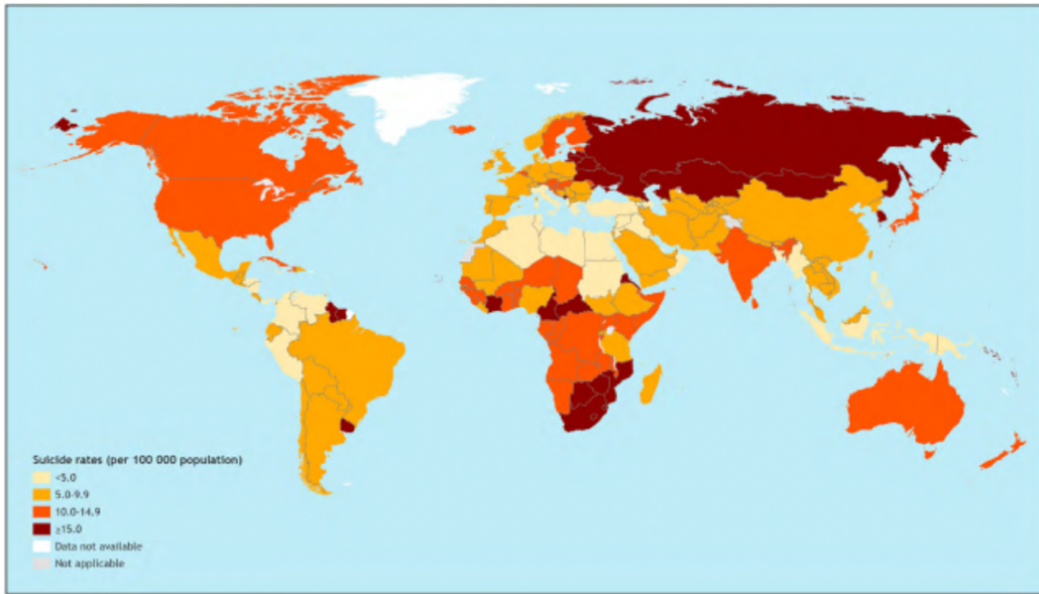 Suicide rates (per 100 000 population)
<5.0
5.0-9.9
10.0-14.9
≥15.0
Data not available
Not applicable